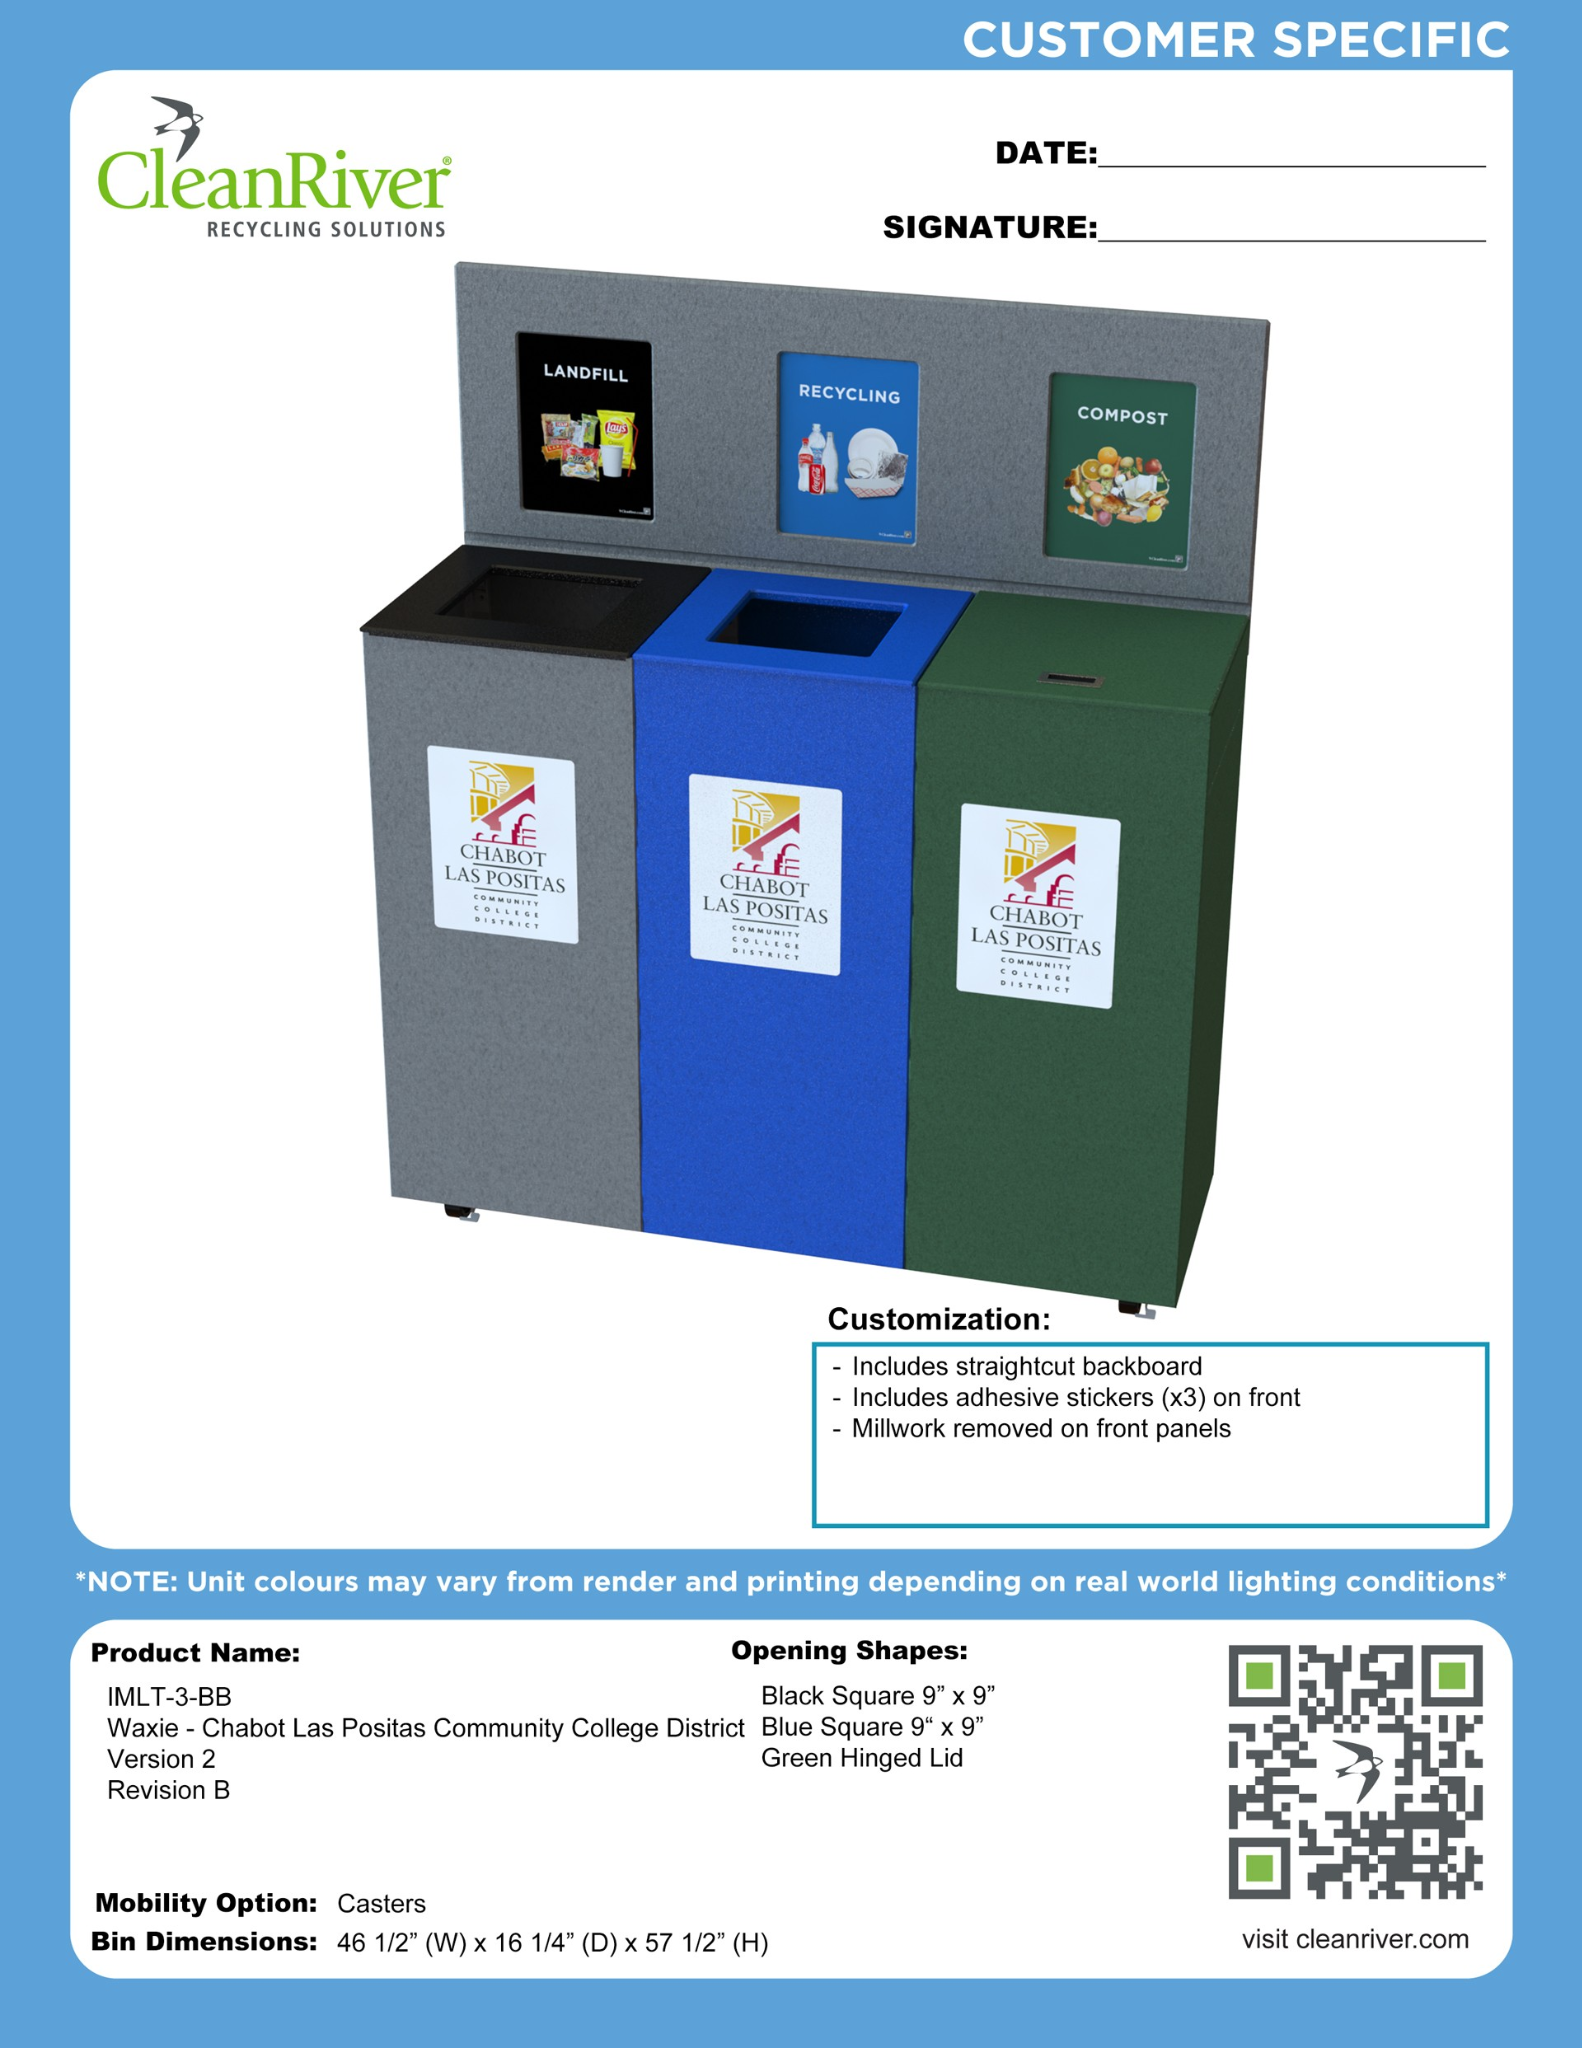 CUSTOMER SPECIFIC
CleanRiver®
RECYCLING SOLUTIONS
DATE:
SIGNATURE:
LANDFILL
RECYCLING
COMPOST
Lay's
Coca-Cola
CHABOT
LAS POSITAS
COMMUNITY
COLLEGE
DISTRICT
CHABOT
LAS POSITAS
COMMUNITY
COLLEGE
DISTRICT
CHABOT
LAS POSITAS
COMMUNITY
COLLEGE
DISTRICT
Customization:
- Includes straightcut backboard
- Includes adhesive stickers (x3) on front
- Millwork removed on front panels
*NOTE: Unit colours may vary from render and printing depending on real world lighting conditions*
Product Name:
IMLT-3-BB
Waxie - Chabot Las Positas Community College District
Version 2
Revision B
Opening Shapes:
Black Square 9” x 9”
Blue Square 9“ x 9”
Green Hinged Lid
Mobility Option: Casters
Bin Dimensions: 46 1/2” (W) x 16 1/4” (D) x 57 1/2” (H)
visit cleanriver.com